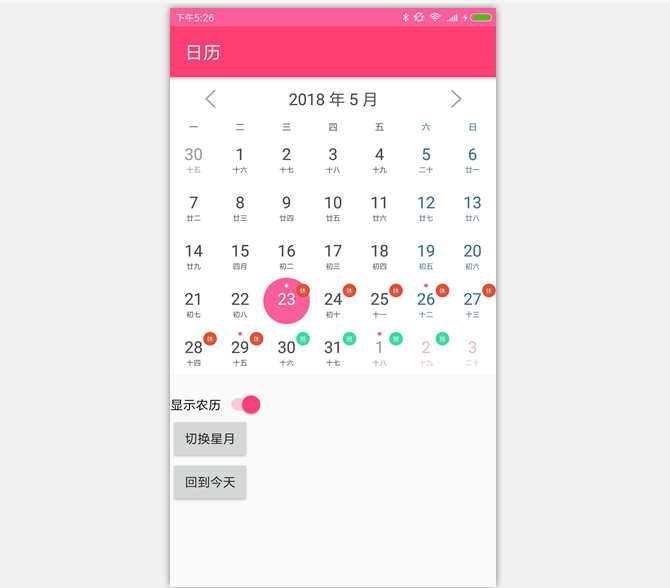 下午5:26
日历
2018 年 5 月
一 二 三 四 五 六 日
30 1 2 3 4 5 6
十五 十六 十七 十八 十九 二十 廿一
7 8 9 10 11 12 13
廿二 廿三 廿四 廿五 廿六 廿七 廿八
14 15 16 17 18 19 20
廿九 四月 初二 初三 初四 初五 初六
休 休 休 休 休
21 22 23 24 25 26 27
初七 初八 初十 十一 十二 十三
休 休 班 班 班 班
28 29 30 31 1 2 3
十四 十五 十六 十七 十八 十九 二十
显示农历
切换星月
回到今天